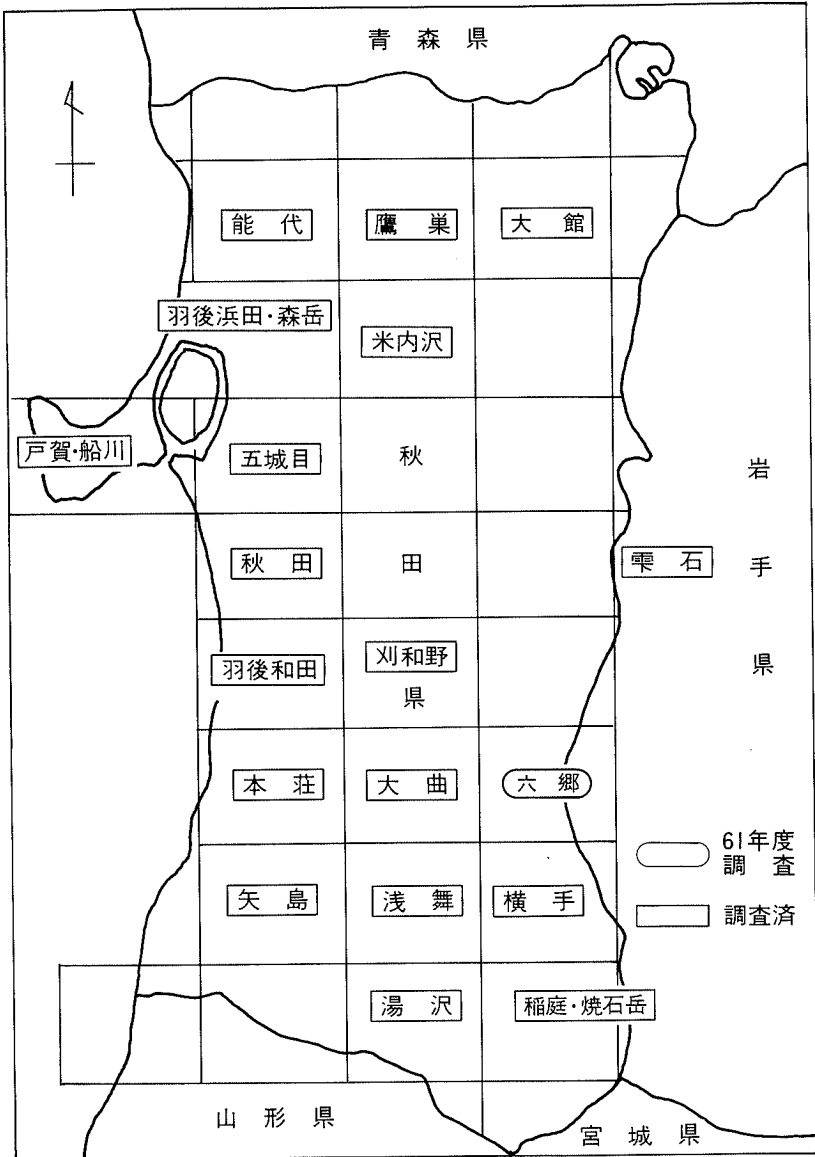 青森県
能代
鷹巣
大館
羽後浜田・森岳
米内沢
戸賀・船川
五城目
秋田県
岩手県
秋田
雫石
羽後和田
刈和野
本荘
大曲
六郷
61年度
調査
矢島
浅舞
横手
調査済
湯沢
稲庭・焼石岳
山形県
宮城県